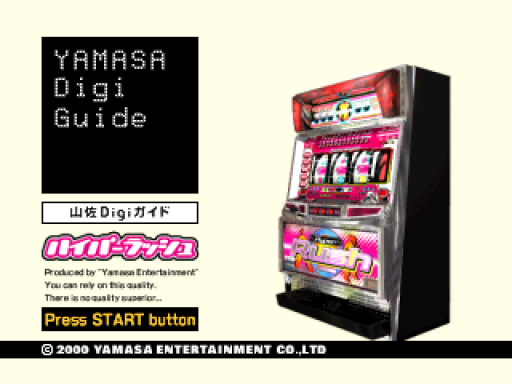 YAMASA
Digi
Guide
山佐Digiガイド
ハイパーラッシュ
Produced by "Yamasa Entertainment"
You can rely on this quality.
There is no quality superior...
Press START button
© 2000 YAMASA ENTERTAINMENT CO.,LTD
Rush